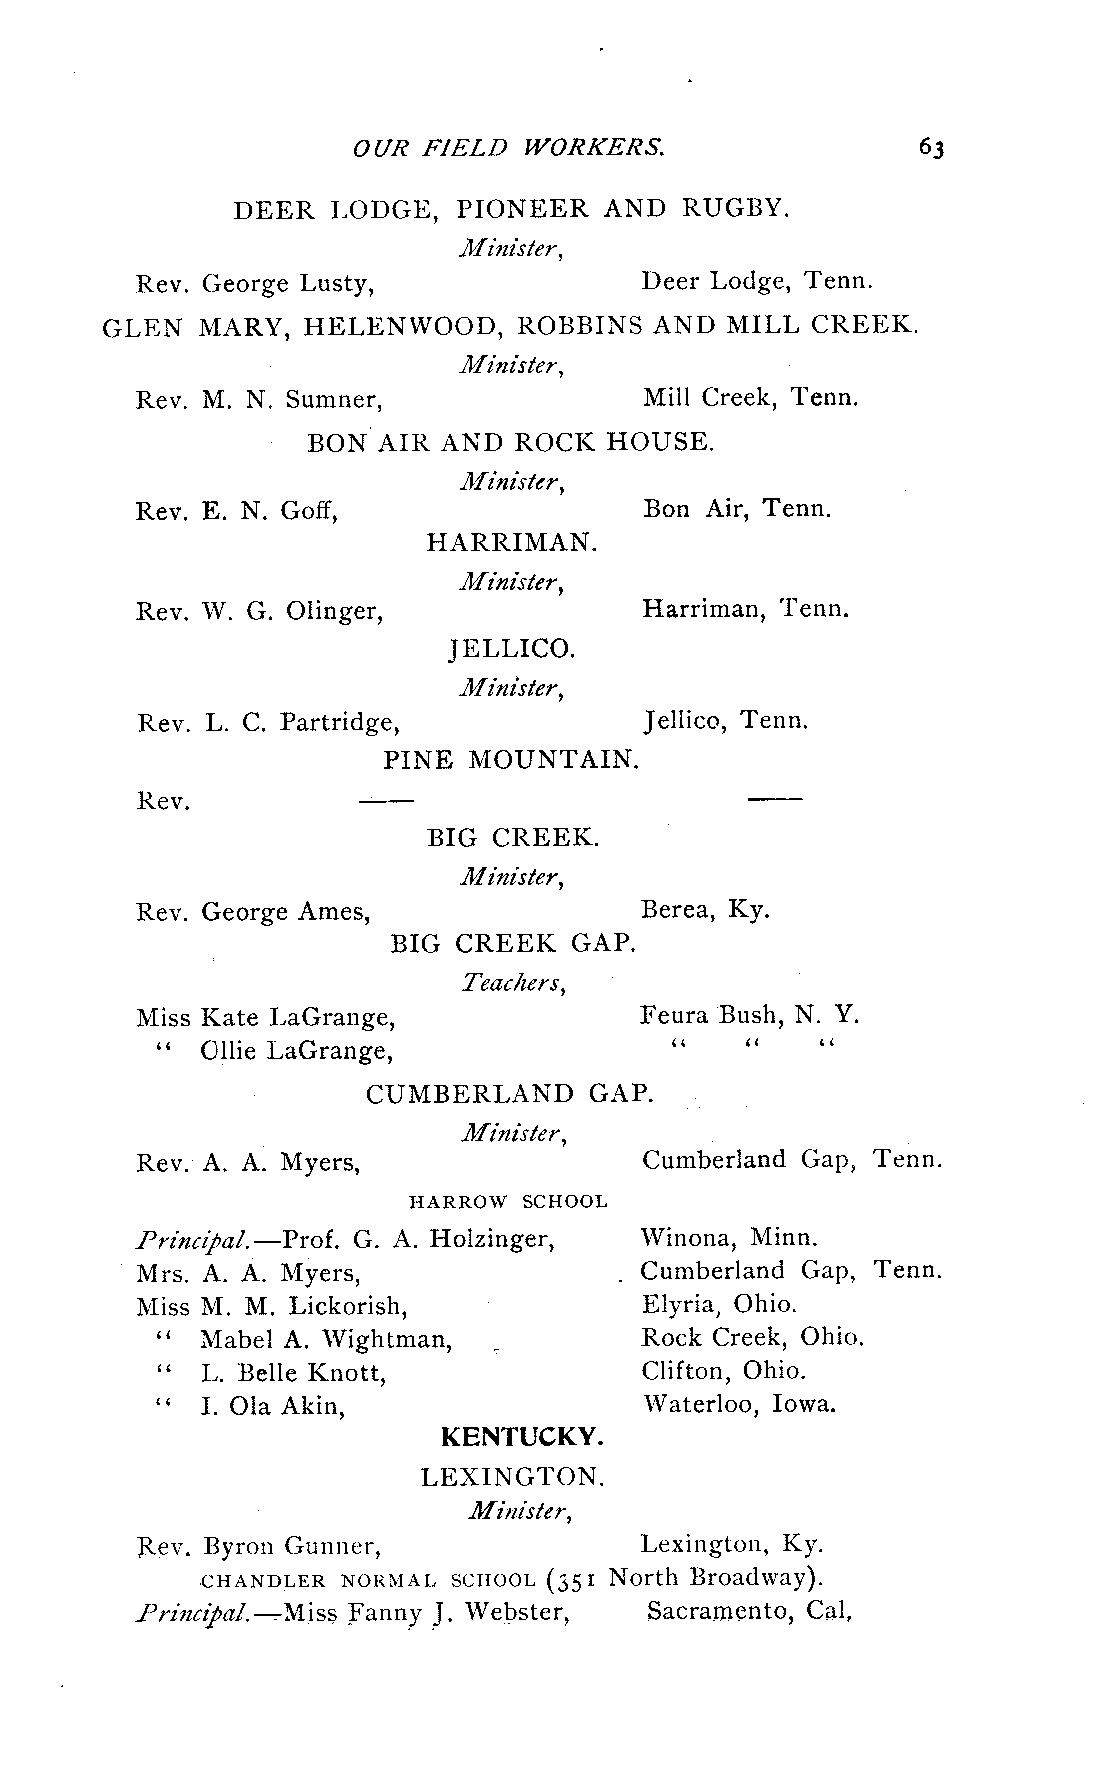 OUR FIELD WORKERS. 63
DEER LODGE, PIONEER AND RUGBY.
Minister,
Rev. George Lusty, Deer Lodge, Tenn.
GLEN MARY, HELENWOOD, ROBBINS AND MILL CREEK.
Minister,
Rev. M. N. Sumner, Mill Creek, Tenn.
BON AIR AND ROCK HOUSE.
Minister,
Rev. E. N. Goff, Bon Air, Tenn.
HARRIMAN.
Minister,
Rev. W. G. Olinger, Harriman, Tenn.
JELLICO.
Minister,
Rev. L. C. Partridge, Jellico, Tenn.
PINE MOUNTAIN.
Rev. —— ——
BIG CREEK.
Minister,
Rev. George Ames, Berea, Ky.
BIG CREEK GAP.
Teachers,
Miss Kate LaGrange, Feura Bush, N. Y.
“ Ollie LaGrange, “ “ “
CUMBERLAND GAP.
Minister,
Rev. A. A. Myers, Cumberland Gap, Tenn.
HARROW SCHOOL
Principal.—Prof. G. A. Holzinger, Winona, Minn.
Mrs. A. A. Myers, Cumberland Gap, Tenn.
Miss M. M. Lickorish, Elyria, Ohio.
“ Mabel A. Wightman, Rock Creek, Ohio.
“ L. Belle Knott, Clifton, Ohio.
“ I. Ola Akin, Waterloo, Iowa.
KENTUCKY.
LEXINGTON.
Minister,
Rev. Byron Gunner, Lexington, Ky.
CHANDLER NORMAL SCHOOL (351 North Broadway).
Principal.—Miss Fanny J. Webster, Sacramento, Cal,